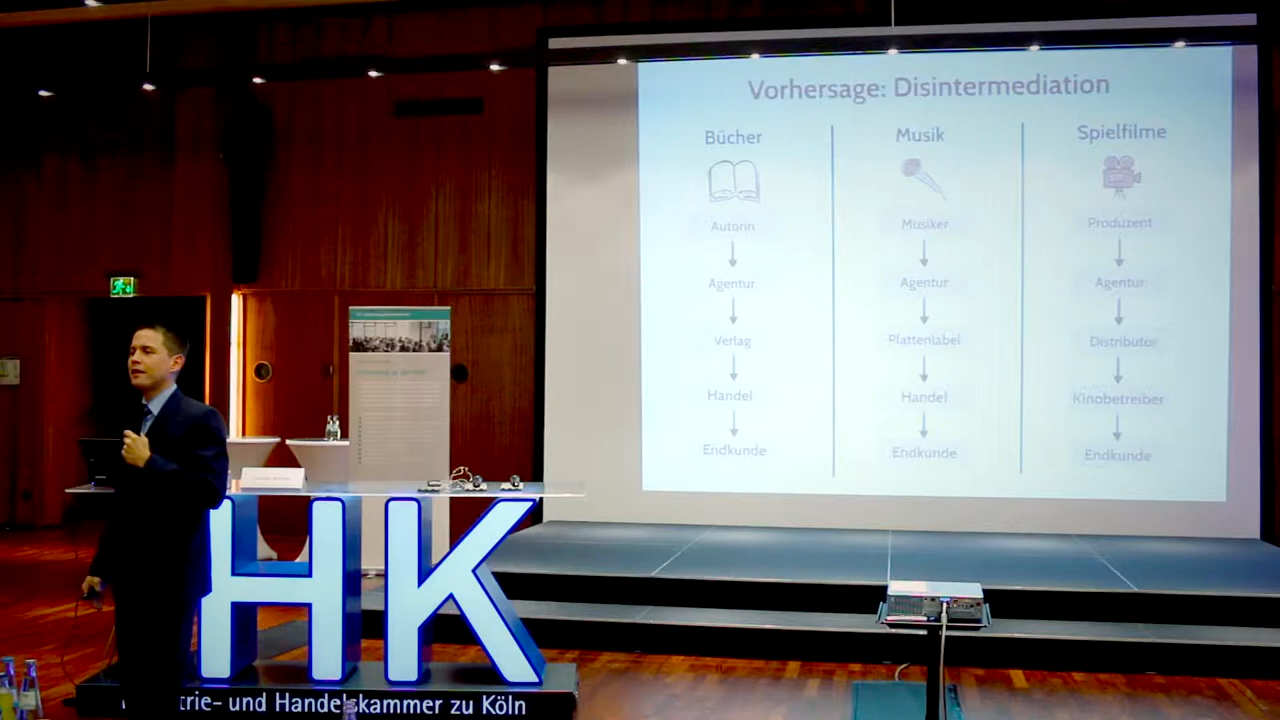 Vorhersage: Disintermediation
Bücher
Autorin
Agentur
Verlag
Handel
Endkunde
Musik
Musiker
Agentur
Plattenlabel
Handel
Endkunde
Spielfilme
Produzent
Agentur
Distributor
Kinobetreiber
Endkunde
HK
trie- und Handelskammer zu Köln